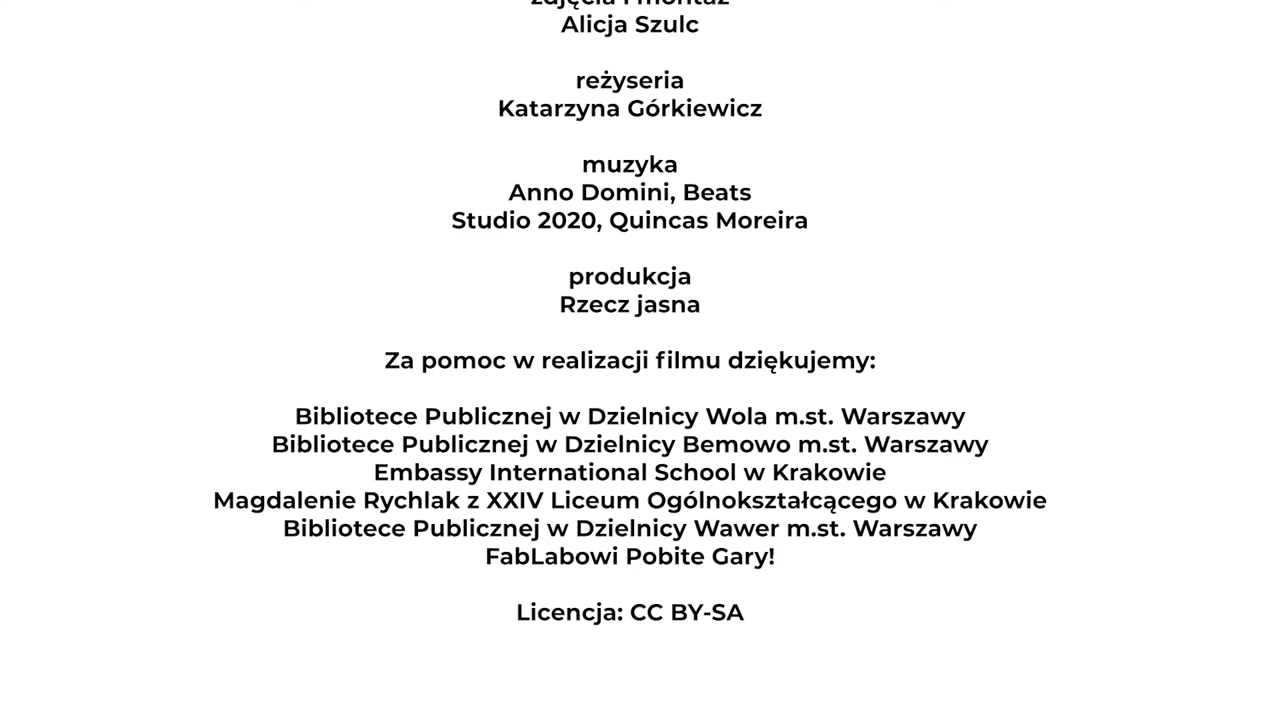 zdjęcia i montaż
Alicja Szulc
reżyseria
Katarzyna Górkiewicz
muzyka
Anno Domini, Beats
Studio 2020, Quincas Moreira
produkcja
Rzecz jasna
Za pomoc w realizacji filmu dziękujemy:
Bibliotece Publicznej w Dzielnicy Wola m.st. Warszawy
Bibliotece Publicznej w Dzielnicy Bemowo m.st. Warszawy
Embassy International School w Krakowie
Magdalenie Rychlak z XXIV Liceum Ogólnokształcącego w Krakowie
Bibliotece Publicznej w Dzielnicy Wawer m.st. Warszawy
FabLabowi Pobite Gary!
Licencja: CC BY-SA